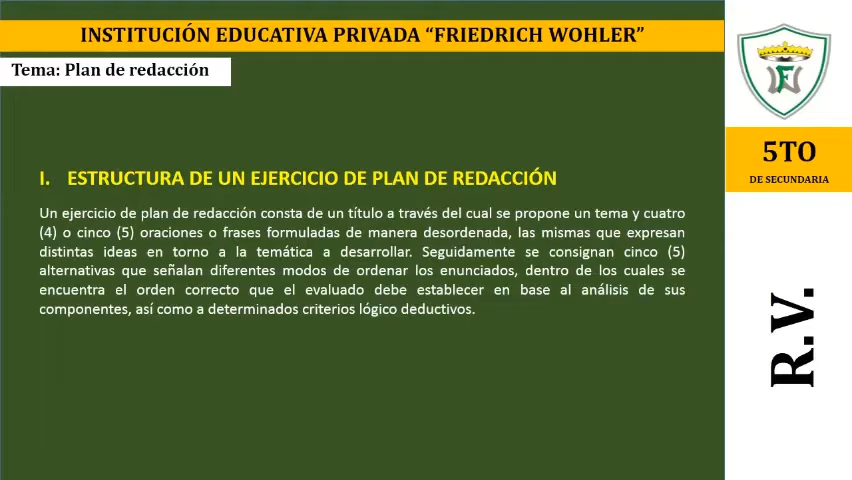 INSTITUCIÓN EDUCATIVA PRIVADA “FRIEDRICH WOHLER”
Tema: Plan de redacción
5TO
DE SECUNDARIA
I. ESTRUCTURA DE UN EJERCICIO DE PLAN DE REDACCIÓN
Un ejercicio de plan de redacción consta de un título a través del cual se propone un tema y cuatro
(4) o cinco (5) oraciones o frases formuladas de manera desordenada, las mismas que expresan
distintas ideas en torno a la temática a desarrollar. Seguidamente se consignan cinco (5)
alternativas que señalan diferentes modos de ordenar los enunciados, dentro de los cuales se
encuentra el orden correcto que el evaluado debe establecer en base al análisis de sus
componentes, así como a determinados criterios lógico deductivos.
R.V.